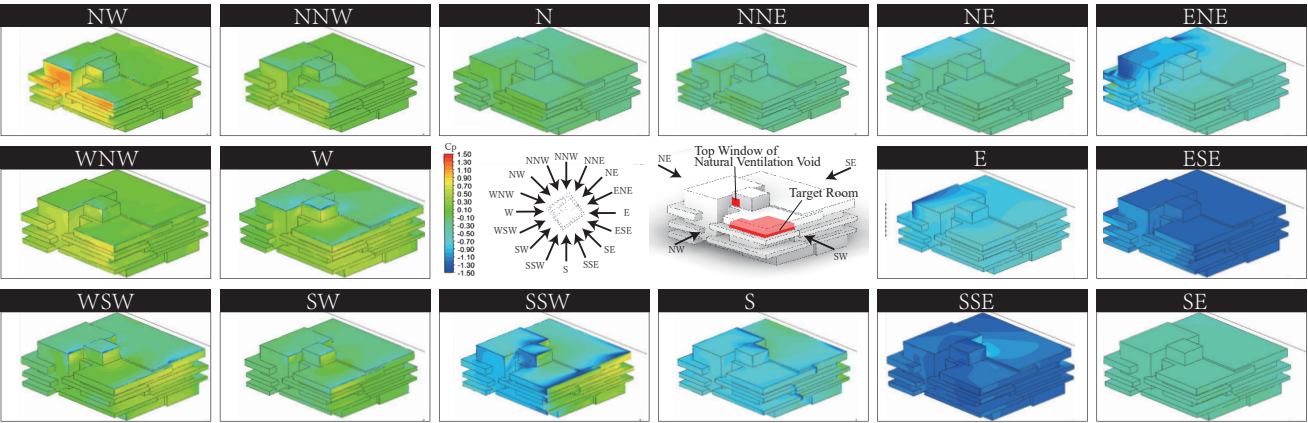 NW
NNW
N
NNE
NE
ENE
WNW
W
Cp
1.50
1.30
1.10
0.90
0.70
0.50
0.30
0.10
-0.10
-0.30
-0.50
-0.70
-0.90
-1.10
-1.30
-1.50
NNW
NNW
NNE
NW
NE
WNW
ENE
W
E
WSW
ESE
SW
SE
SSW
SSE
S
Top Window of
Natural Ventilation Void
NE
SE
Target Room
NW
SW
E
ESE
WSW
SW
SSW
S
SSE
SE